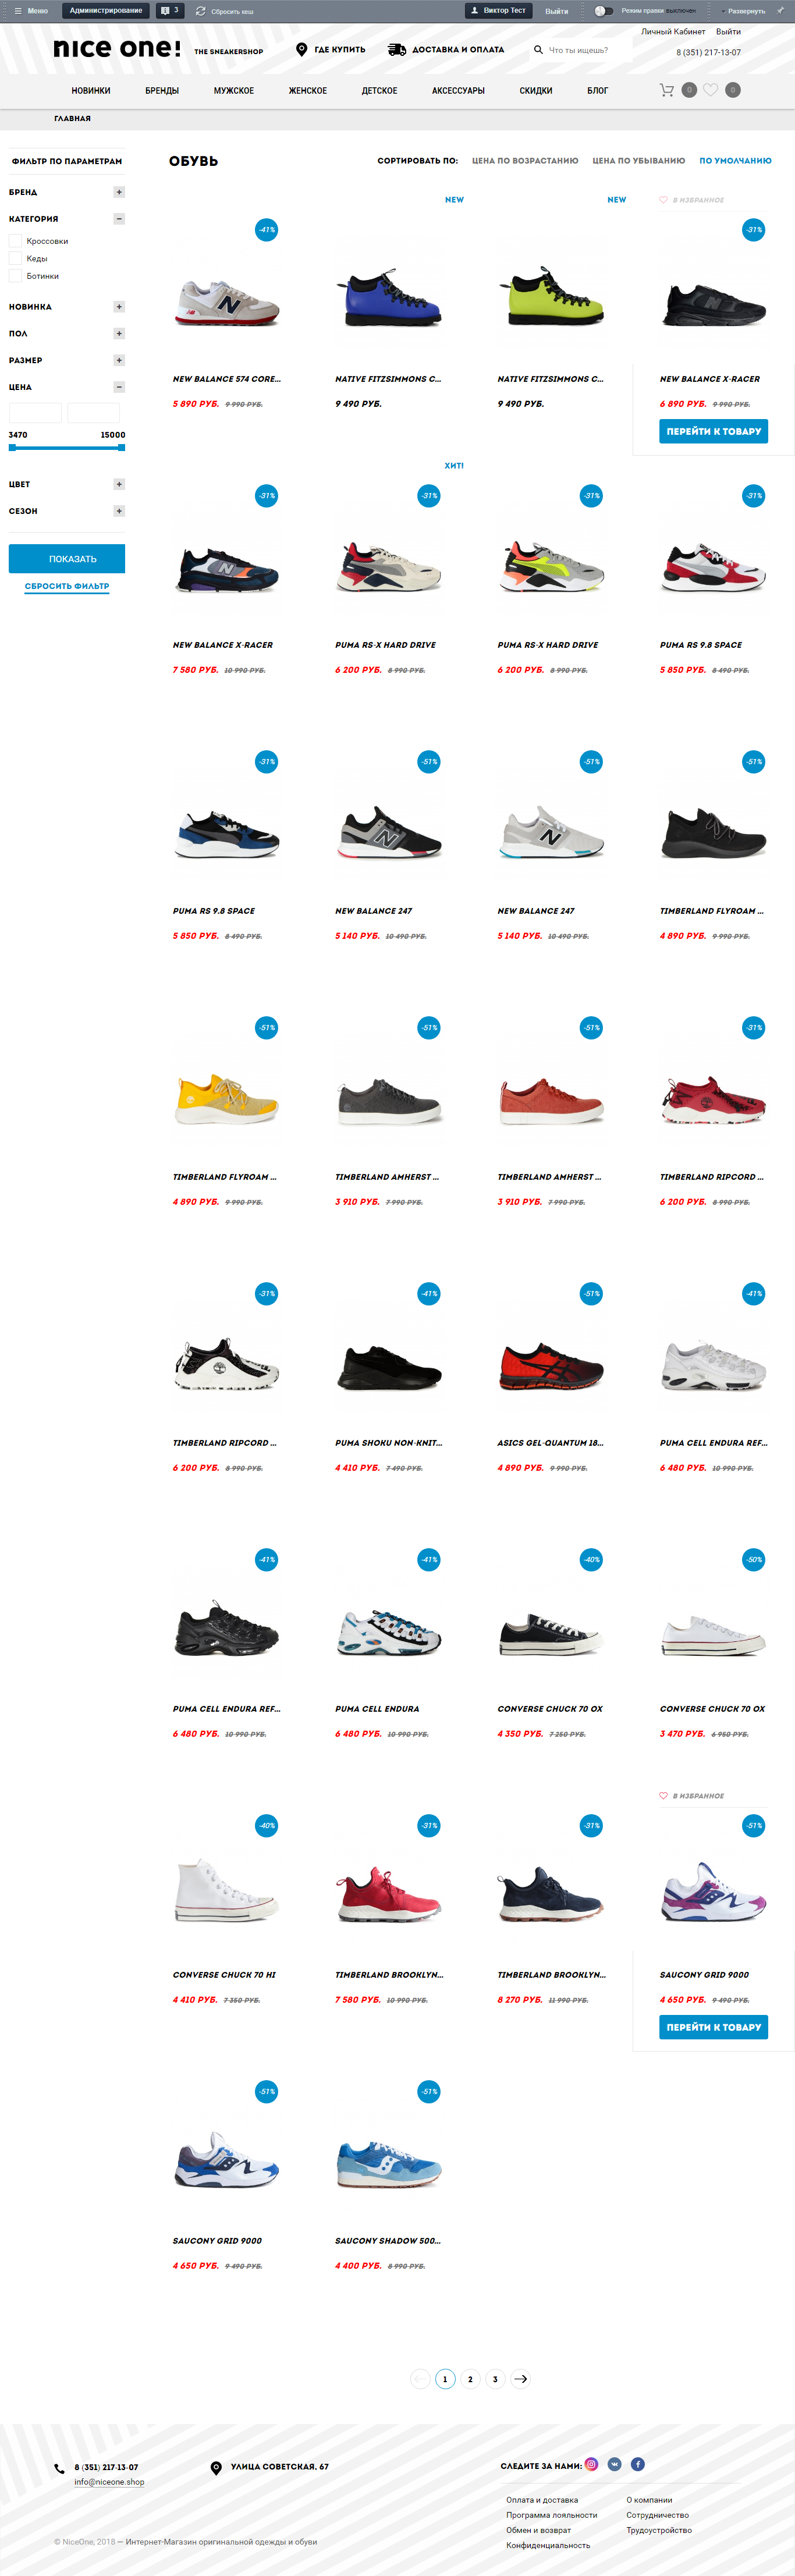 Меню Администрирование 3 Сбросить кеш Виктор Тест Выйти Режим правки выключен Развернуть
Личный Кабинет Выйти
nice one! THE SNEAKERSHOP ГДЕ КУПИТЬ ДОСТАВКА И ОПЛАТА Что ты ищешь? 8 (351) 217-13-07
НОВИНКИ БРЕНДЫ МУЖСКОЕ ЖЕНСКОЕ ДЕТСКОЕ АКСЕССУАРЫ СКИДКИ БЛОГ 0 0
ГЛАВНАЯ
ФИЛЬТР ПО ПАРАМЕТРАМ
БРЕНД +
КАТЕГОРИЯ −
Кроссовки
Кеды
Ботинки
НОВИНКА +
ПОЛ +
РАЗМЕР +
ЦЕНА −
3470 15000
ЦВЕТ +
СЕЗОН +
ПОКАЗАТЬ
СБРОСИТЬ ФИЛЬТР
ОБУВЬ СОРТИРОВАТЬ ПО: ЦЕНА ПО ВОЗРАСТАНИЮ ЦЕНА ПО УБЫВАНИЮ ПО УМОЛЧАНИЮ
NEW NEW В ИЗБРАННОЕ
-41% -31%
NEW BALANCE 574 CORE... NATIVE FITZSIMMONS C... NATIVE FITZSIMMONS C... NEW BALANCE X-RACER
5 890 РУБ. 9 990 РУБ. 9 490 РУБ. 9 490 РУБ. 6 890 РУБ. 9 990 РУБ.
ПЕРЕЙТИ К ТОВАРУ
ХИТ!
-31% -31% -31% -31%
NEW BALANCE X-RACER PUMA RS-X HARD DRIVE PUMA RS-X HARD DRIVE PUMA RS 9.8 SPACE
7 580 РУБ. 10 990 РУБ. 6 200 РУБ. 8 990 РУБ. 6 200 РУБ. 8 990 РУБ. 5 850 РУБ. 8 490 РУБ.
-31% -51% -51% -51%
PUMA RS 9.8 SPACE NEW BALANCE 247 NEW BALANCE 247 TIMBERLAND FLYROAM ...
5 850 РУБ. 8 490 РУБ. 5 140 РУБ. 10 490 РУБ. 5 140 РУБ. 10 490 РУБ. 4 890 РУБ. 9 990 РУБ.
-51% -51% -51% -31%
TIMBERLAND FLYROAM ... TIMBERLAND AMHERST ... TIMBERLAND AMHERST ... TIMBERLAND RIPCORD ...
4 890 РУБ. 9 990 РУБ. 3 910 РУБ. 7 990 РУБ. 3 910 РУБ. 7 990 РУБ. 6 200 РУБ. 8 990 РУБ.
-31% -41% -51% -41%
TIMBERLAND RIPCORD ... PUMA SHOKU NON-KNIT... ASICS GEL-QUANTUM 18... PUMA CELL ENDURA REF...
6 200 РУБ. 8 990 РУБ. 4 410 РУБ. 7 490 РУБ. 4 890 РУБ. 9 990 РУБ. 6 480 РУБ. 10 990 РУБ.
-41% -41% -40% -50%
PUMA CELL ENDURA REF... PUMA CELL ENDURA CONVERSE CHUCK 70 OX CONVERSE CHUCK 70 OX
6 480 РУБ. 10 990 РУБ. 6 480 РУБ. 10 990 РУБ. 4 350 РУБ. 7 250 РУБ. 3 470 РУБ. 6 950 РУБ.
В ИЗБРАННОЕ
-40% -31% -31% -51%
CONVERSE CHUCK 70 HI TIMBERLAND BROOKLYN... TIMBERLAND BROOKLYN... SAUCONY GRID 9000
4 410 РУБ. 7 350 РУБ. 7 580 РУБ. 10 990 РУБ. 8 270 РУБ. 11 990 РУБ. 4 650 РУБ. 9 490 РУБ.
ПЕРЕЙТИ К ТОВАРУ
-51% -51%
SAUCONY GRID 9000 SAUCONY SHADOW 500...
4 650 РУБ. 9 490 РУБ. 4 400 РУБ. 8 990 РУБ.
1 2 3
8 (351) 217-13-07 УЛИЦА СОВЕТСКАЯ, 67 СЛЕДИТЕ ЗА НАМИ:
info@niceone.shop
Оплата и доставка О компании
Программа лояльности Сотрудничество
Обмен и возврат Трудоустройство
Конфиденциальность
© NiceOne, 2018 — Интернет-Магазин оригинальной одежды и обуви